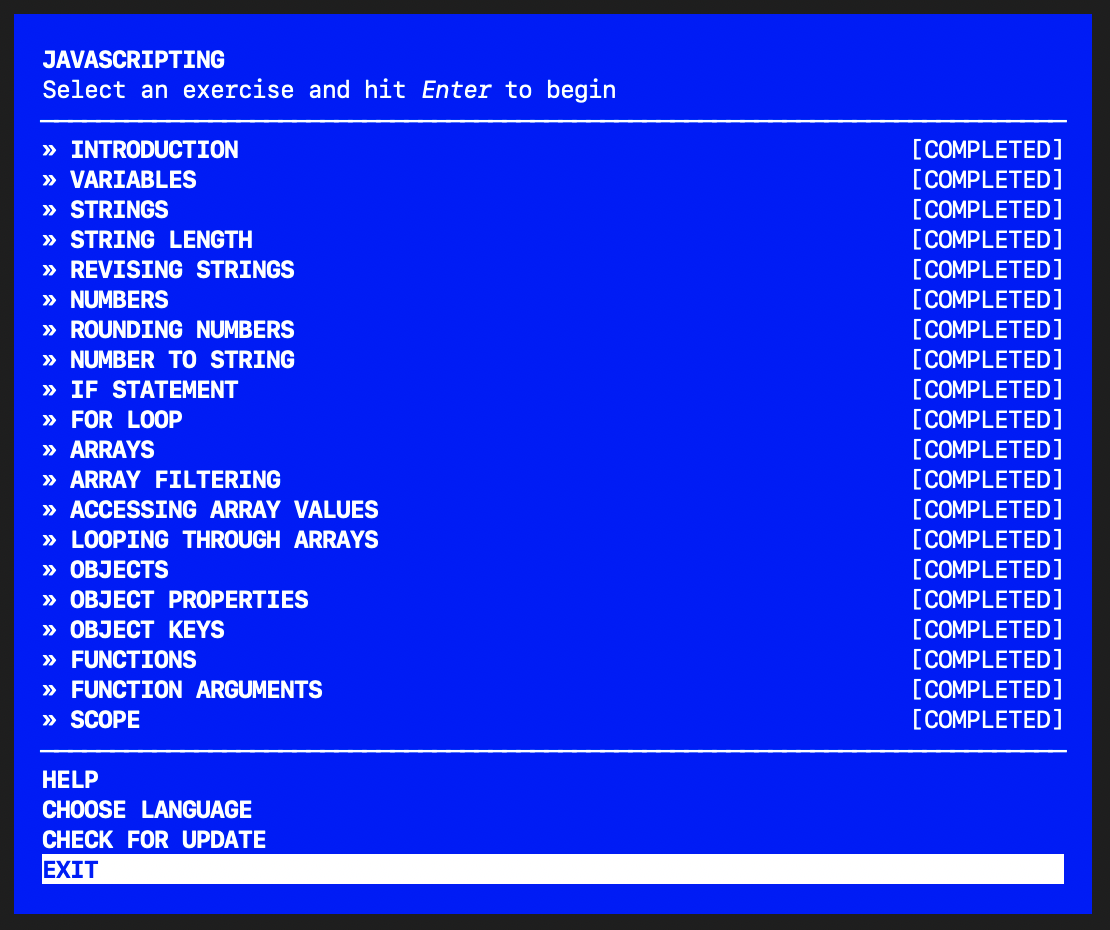 JAVASCRIPTING
Select an exercise and hit Enter to begin
» INTRODUCTION [COMPLETED]
» VARIABLES [COMPLETED]
» STRINGS [COMPLETED]
» STRING LENGTH [COMPLETED]
» REVISING STRINGS [COMPLETED]
» NUMBERS [COMPLETED]
» ROUNDING NUMBERS [COMPLETED]
» NUMBER TO STRING [COMPLETED]
» IF STATEMENT [COMPLETED]
» FOR LOOP [COMPLETED]
» ARRAYS [COMPLETED]
» ARRAY FILTERING [COMPLETED]
» ACCESSING ARRAY VALUES [COMPLETED]
» LOOPING THROUGH ARRAYS [COMPLETED]
» OBJECTS [COMPLETED]
» OBJECT PROPERTIES [COMPLETED]
» OBJECT KEYS [COMPLETED]
» FUNCTIONS [COMPLETED]
» FUNCTION ARGUMENTS [COMPLETED]
» SCOPE [COMPLETED]
HELP
CHOOSE LANGUAGE
CHECK FOR UPDATE
EXIT